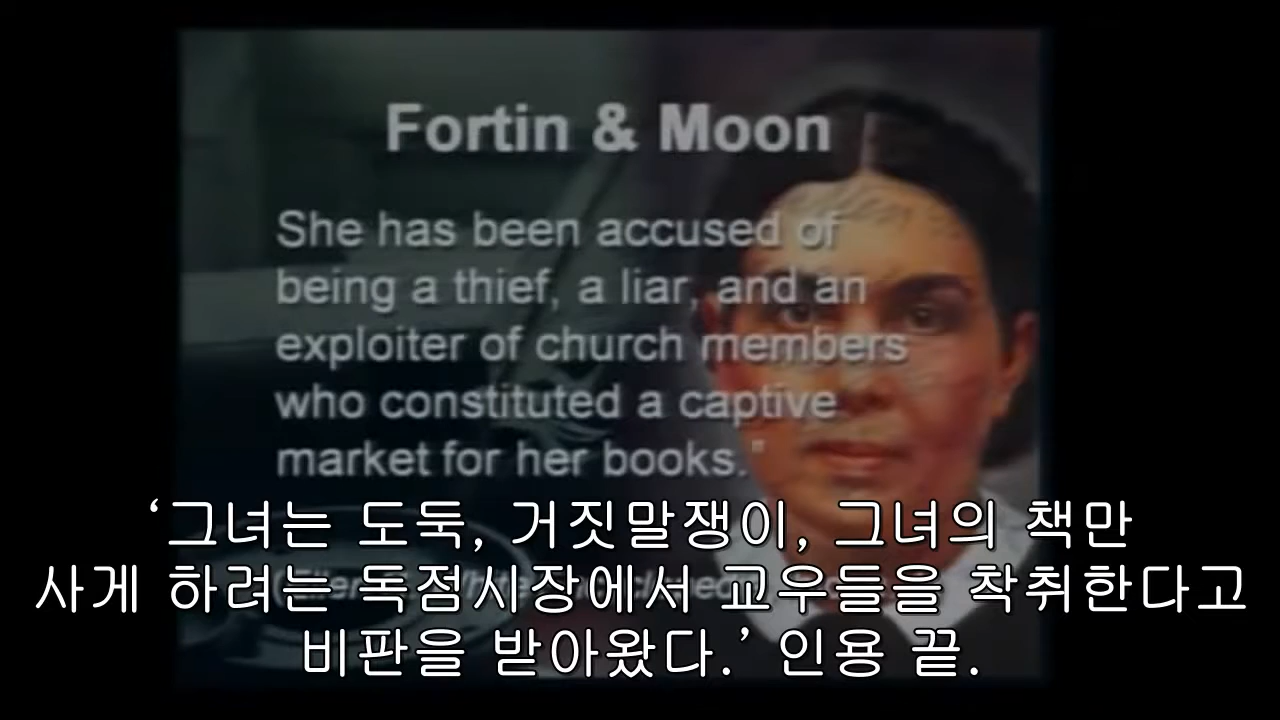 Fortin & Moon
She has been accused of
being a thief, a liar, and an
exploiter of church members
who constituted a captive
market for her books."
‘그녀는 도둑, 거짓말쟁이, 그녀의 책만
사게 하려는 독점시장에서 교우들을 착취한다고
비판을 받아왔다.’ 인용 끝.